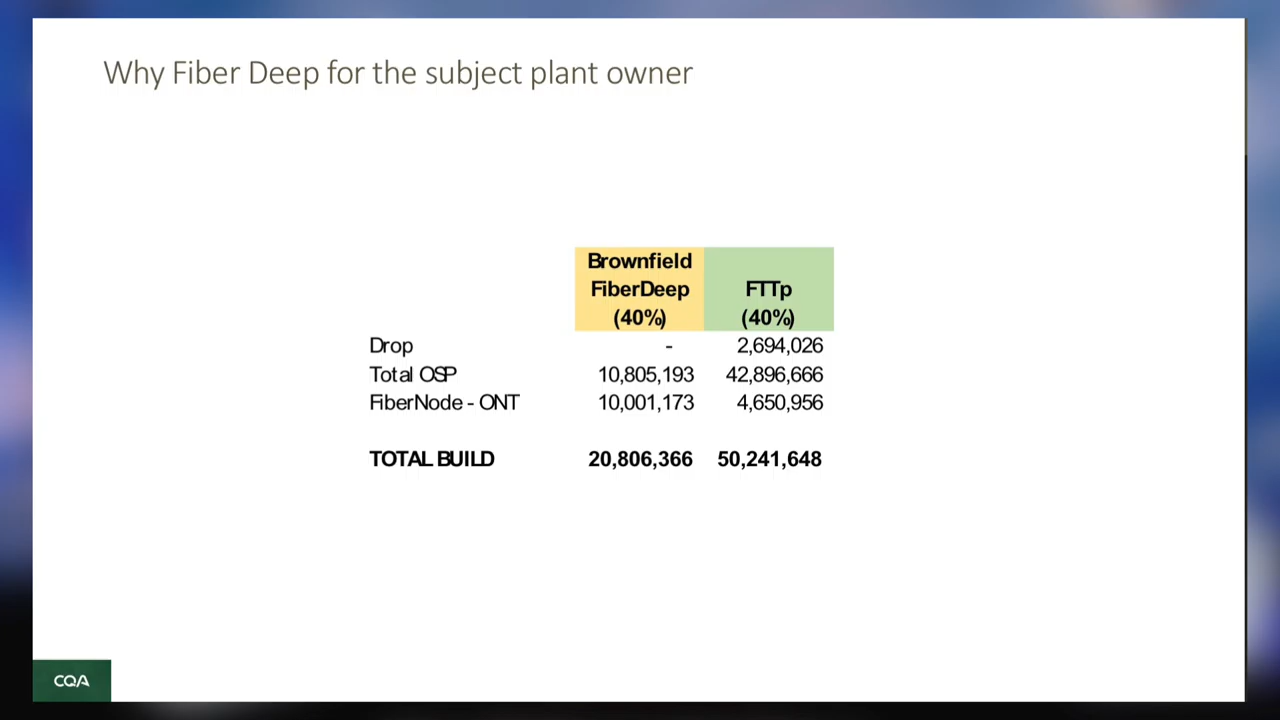 Why Fiber Deep for the subject plant owner
Brownfield
FiberDeep FTTp
(40%) (40%)
Drop - 2,694,026
Total OSP 10,805,193 42,896,666
FiberNode - ONT 10,001,173 4,650,956
TOTAL BUILD 20,806,366 50,241,648
CQA